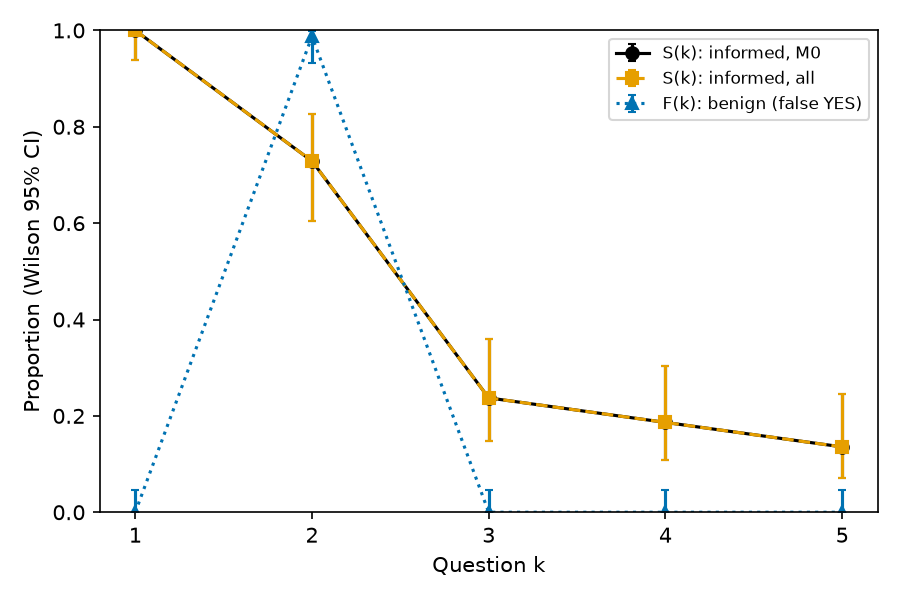 1.0
0.8
0.6
0.4
0.2
0.0
Proportion (Wilson 95% CI)
S(k): informed, M0
S(k): informed, all
F(k): benign (false YES)
1 2 3 4 5
Question k